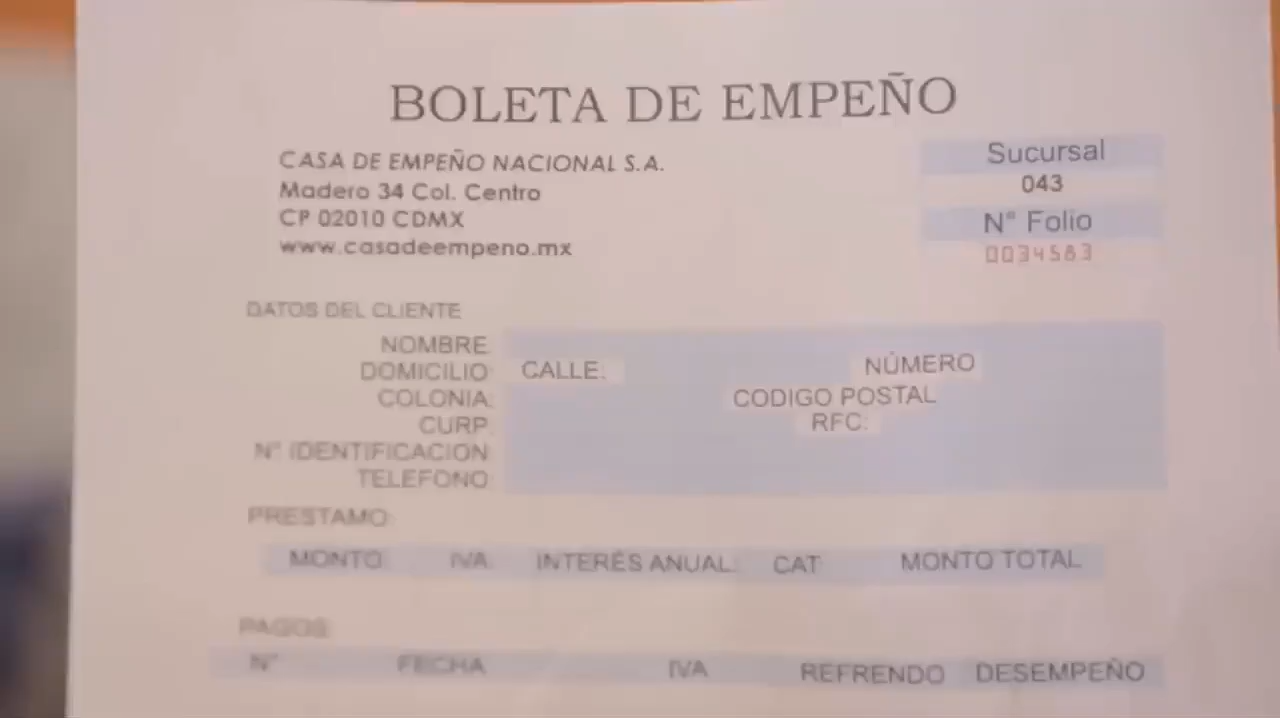 BOLETA DE EMPEÑO
CASA DE EMPEÑO NACIONAL S.A.
Madero 34 Col. Centro
CP 02010 CDMX
www.casadeempeno.mx
Sucursal
043
N° Folio
0034583
DATOS DEL CLIENTE
NOMBRE:
DOMICILIO: CALLE: NÚMERO
COLONIA: CODIGO POSTAL
CURP: RFC:
N° IDENTIFICACION:
TELEFONO:
PRESTAMO:
MONTO: IVA: INTERÉS ANUAL: CAT MONTO TOTAL
PAGOS:
N° FECHA IVA REFRENDO DESEMPEÑO